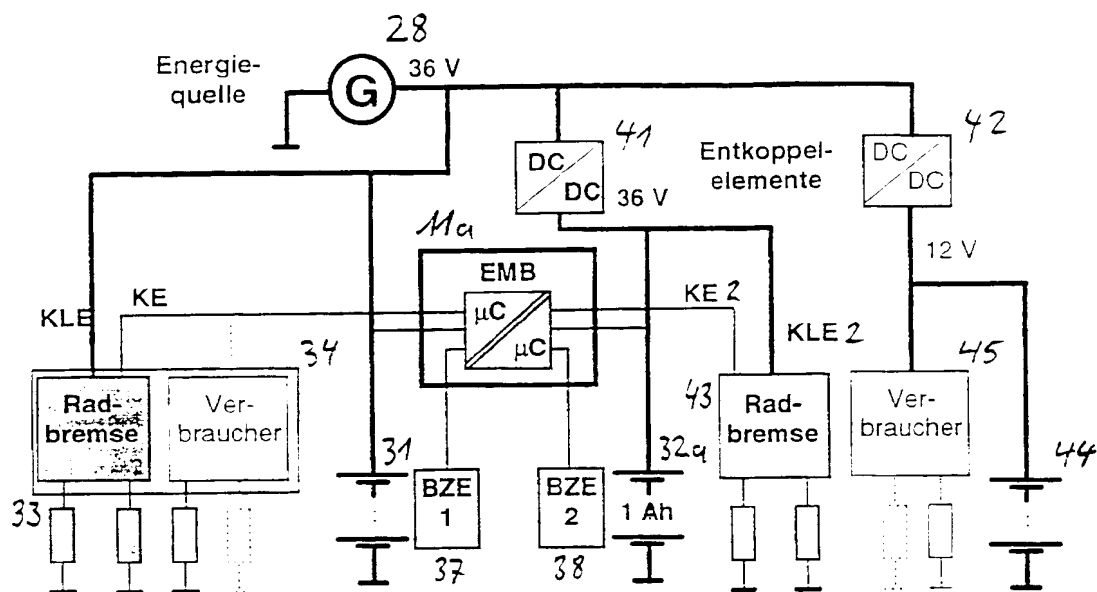 28
Energie-
quelle
G
36 V
41
42
DC
DC
Entkoppel-
elemente
DC
DC
36 V
11a
12 V
EMB
µC
µC
KE
KLE
KE 2
KLE 2
34
43
45
Rad-
bremse
Ver-
braucher
Rad-
bremse
Ver-
braucher
31
32a
44
33
BZE
1
BZE
2
1 Ah
37
38